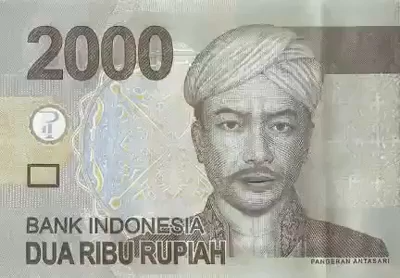 2000
BANK INDONESIA
DUA RIBU RUPIAH
PANGERAN ANTASARI